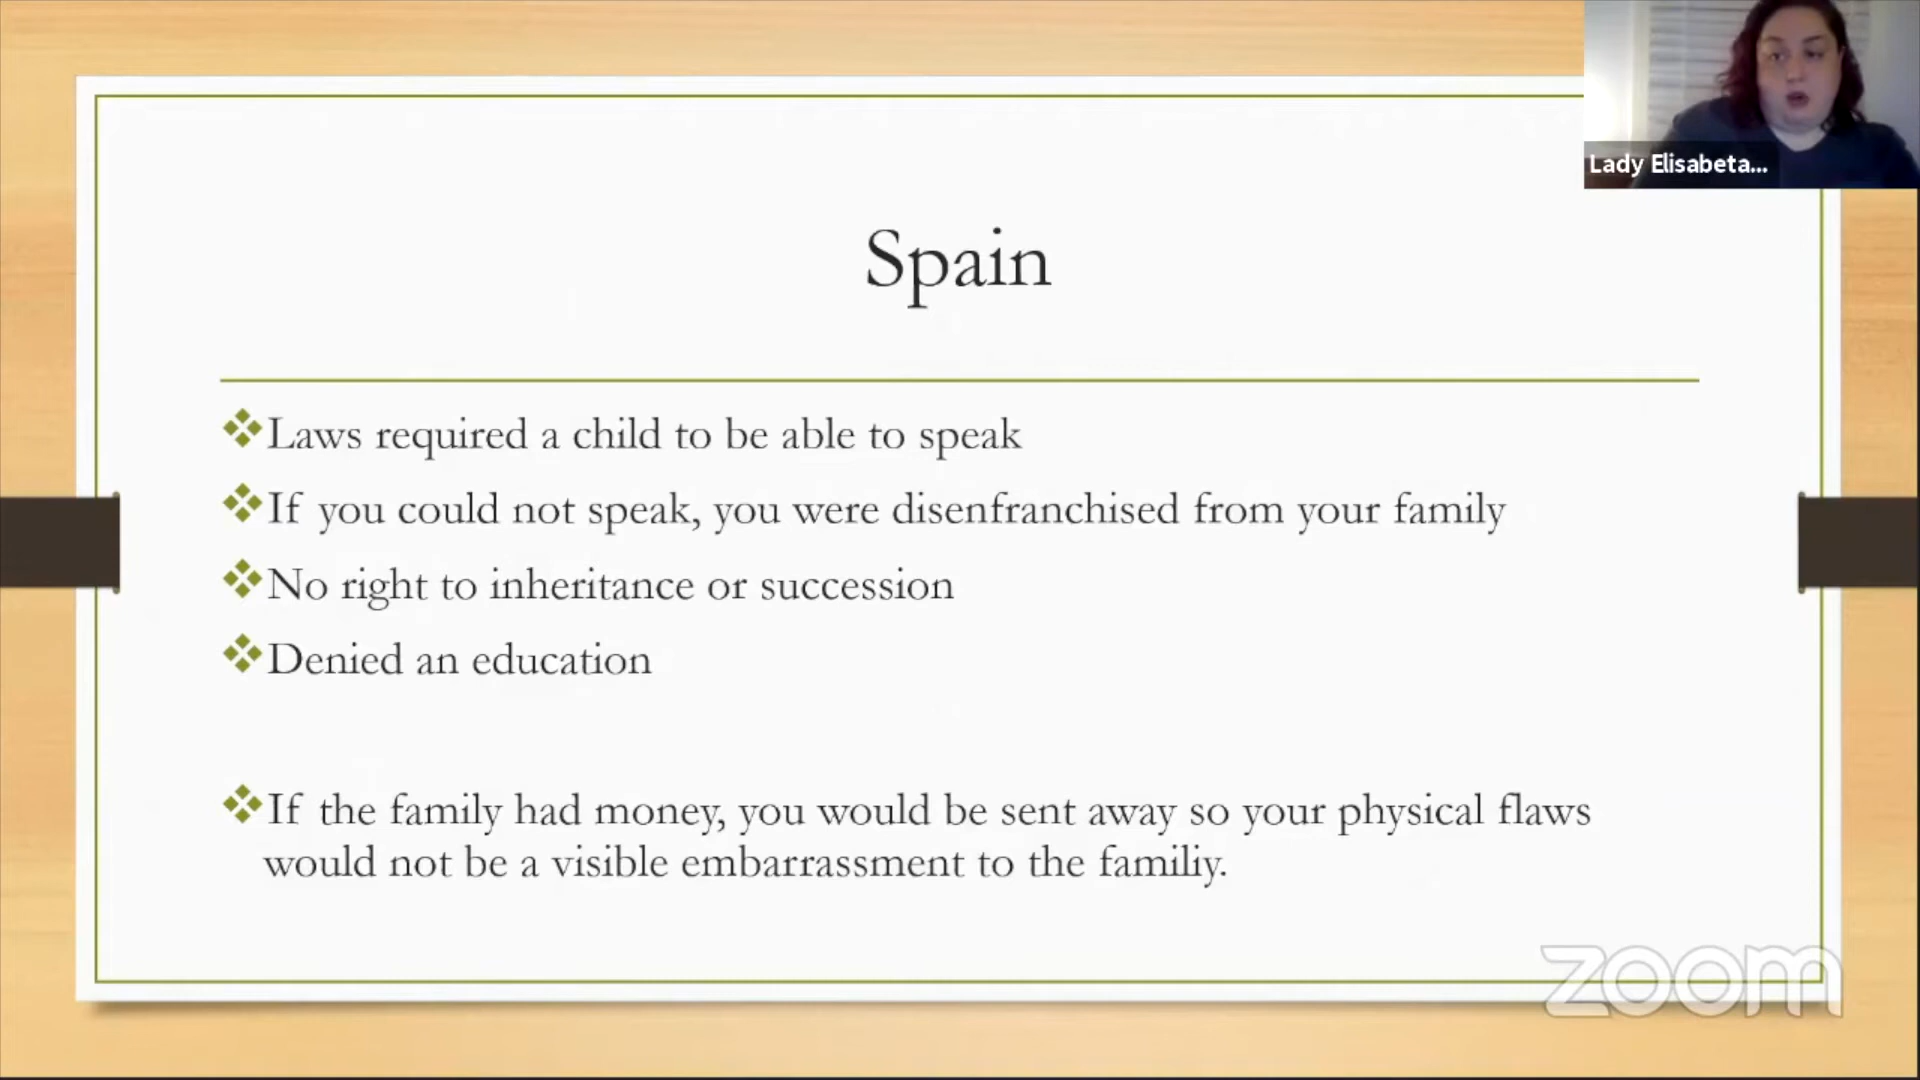 Lady Elisabeta...
Spain
Laws required a child to be able to speak
If you could not speak, you were disenfranchised from your family
No right to inheritance or succession
Denied an education
If the family had money, you would be sent away so your physical flaws
would not be a visible embarrassment to the familiy.
zoom